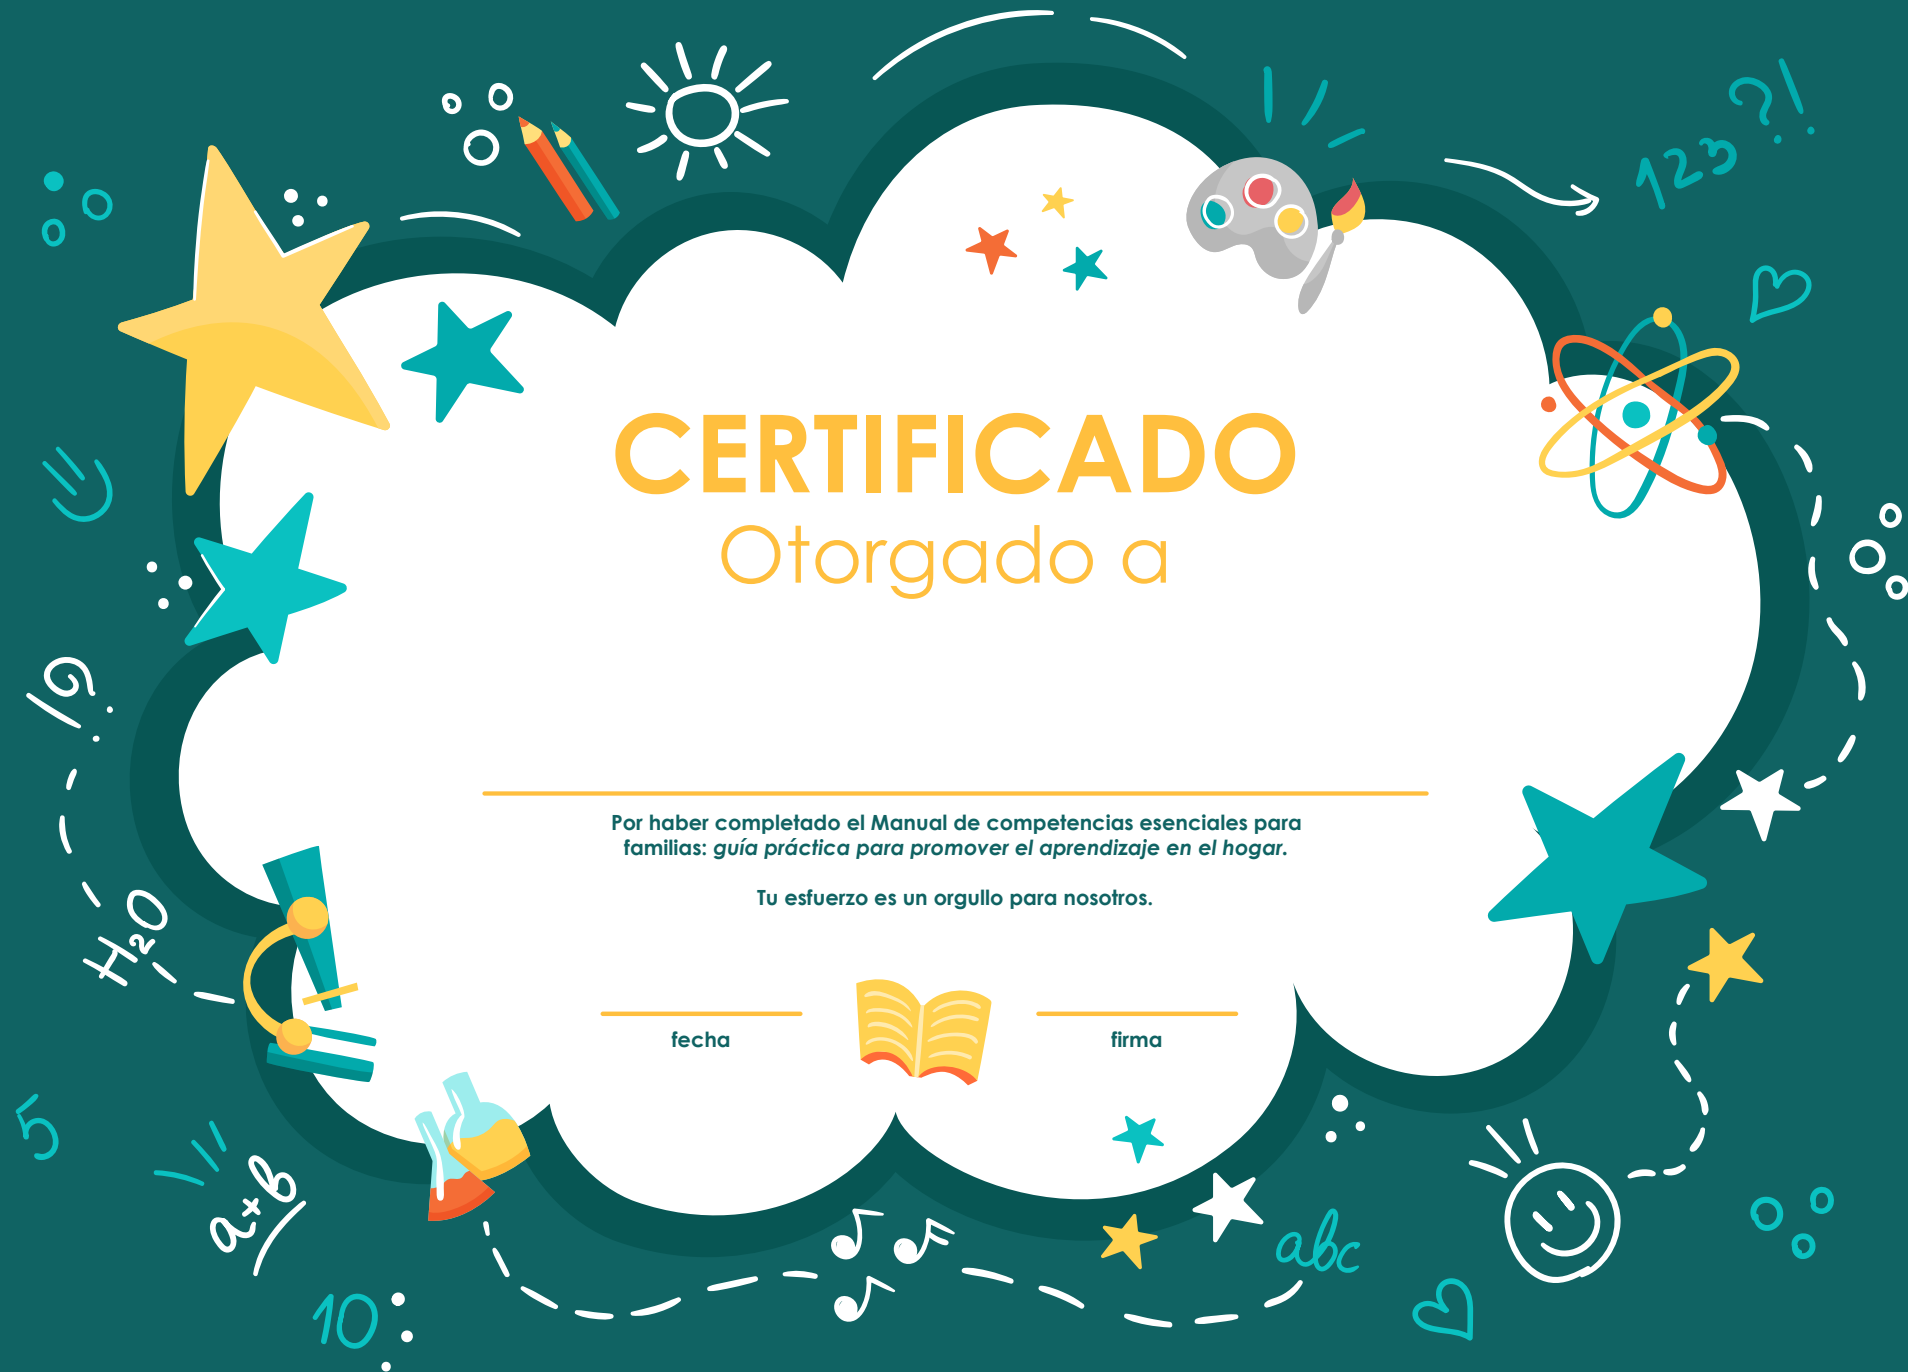 123 ?!
CERTIFICADO
Otorgado a
Por haber completado el Manual de competencias esenciales para
familias: guía práctica para promover el aprendizaje en el hogar.
Tu esfuerzo es un orgullo para nosotros.
H₂O
fecha
firma
5
a+b
abc
10